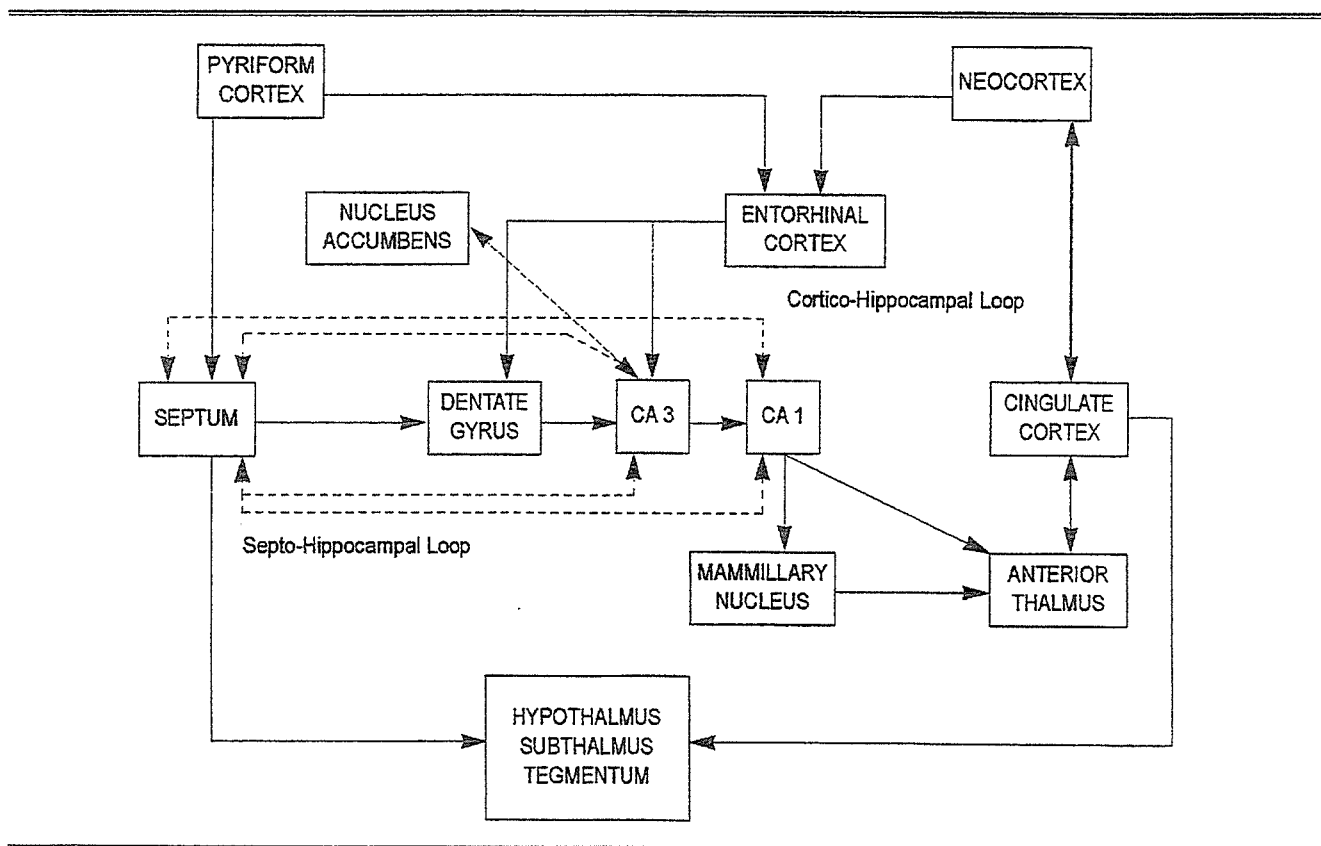 PYRIFORM
CORTEX
NEOCORTEX
NUCLEUS
ACCUMBENS
ENTORHINAL
CORTEX
Cortico-Hippocampal Loop
SEPTUM
DENTATE
GYRUS
CA 3
CA 1
CINGULATE
CORTEX
Septo-Hippocampal Loop
MAMMILLARY
NUCLEUS
ANTERIOR
THALMUS
HYPOTHALMUS
SUBTHALMUS
TEGMENTUM